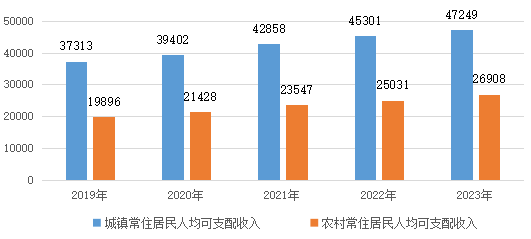 50000
40000
30000
20000
10000
0
37313
39402
42858
45301
47249
19896
21428
23547
25031
26908
2019年
2020年
2021年
2022年
2023年
城镇常住居民人均可支配收入
农村常住居民人均可支配收入